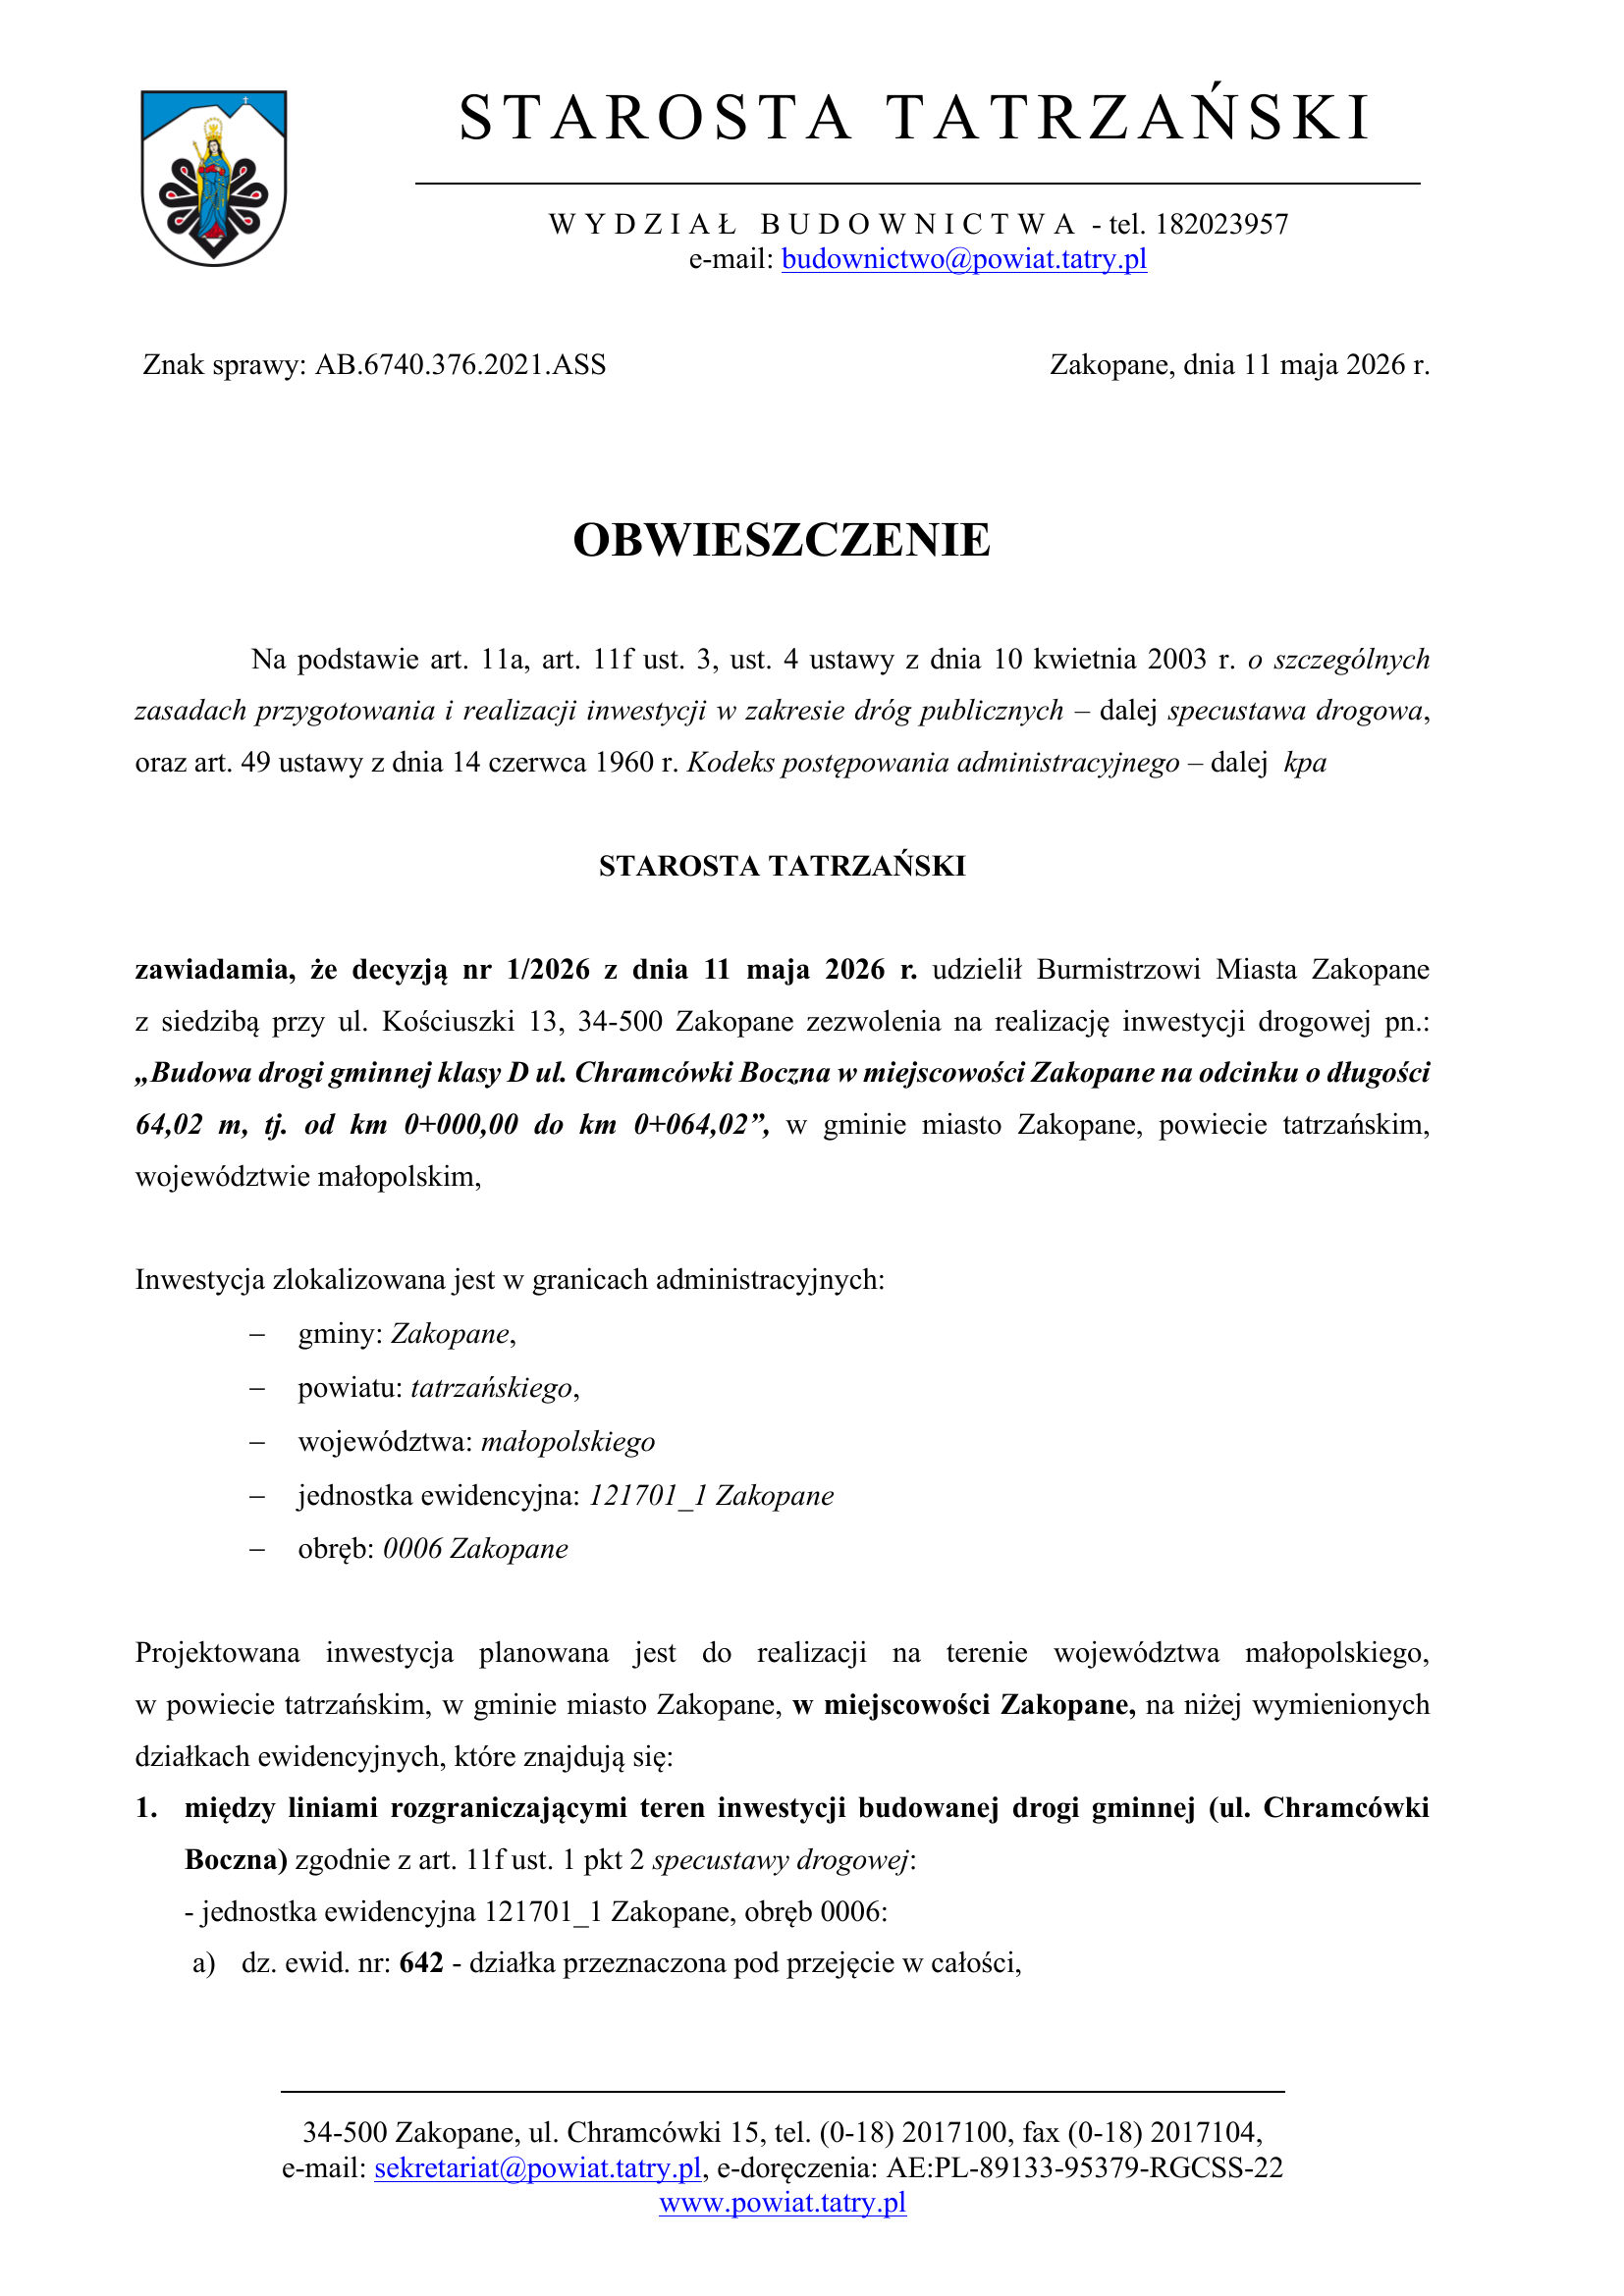 STAROSTA TATRZAŃSKI
WYDZIAŁ BUDOWNICTWA - tel. 182023957
e-mail: budownictwo@powiat.tatry.pl
Znak sprawy: AB.6740.376.2021.ASS Zakopane, dnia 11 maja 2026 r.
OBWIESZCZENIE
Na podstawie art. 11a, art. 11f ust. 3, ust. 4 ustawy z dnia 10 kwietnia 2003 r. o szczególnych
zasadach przygotowania i realizacji inwestycji w zakresie dróg publicznych – dalej specustawa drogowa,
oraz art. 49 ustawy z dnia 14 czerwca 1960 r. Kodeks postępowania administracyjnego – dalej kpa
STAROSTA TATRZAŃSKI
zawiadamia, że decyzją nr 1/2026 z dnia 11 maja 2026 r. udzielił Burmistrzowi Miasta Zakopane
z siedzibą przy ul. Kościuszki 13, 34-500 Zakopane zezwolenia na realizację inwestycji drogowej pn.:
„Budowa drogi gminnej klasy D ul. Chramcówki Boczna w miejscowości Zakopane na odcinku o długości
64,02 m, tj. od km 0+000,00 do km 0+064,02”, w gminie miasto Zakopane, powiecie tatrzańskim,
województwie małopolskim,
Inwestycja zlokalizowana jest w granicach administracyjnych:
– gminy: Zakopane,
– powiatu: tatrzańskiego,
– województwa: małopolskiego
– jednostka ewidencyjna: 121701_1 Zakopane
– obręb: 0006 Zakopane
Projektowana inwestycja planowana jest do realizacji na terenie województwa małopolskiego,
w powiecie tatrzańskim, w gminie miasto Zakopane, w miejscowości Zakopane, na niżej wymienionych
działkach ewidencyjnych, które znajdują się:
1. między liniami rozgraniczającymi teren inwestycji budowanej drogi gminnej (ul. Chramcówki
Boczna) zgodnie z art. 11f ust. 1 pkt 2 specustawy drogowej:
- jednostka ewidencyjna 121701_1 Zakopane, obręb 0006:
a) dz. ewid. nr: 642 - działka przeznaczona pod przejęcie w całości,
34-500 Zakopane, ul. Chramcówki 15, tel. (0-18) 2017100, fax (0-18) 2017104,
e-mail: sekretariat@powiat.tatry.pl, e-doręczenia: AE:PL-89133-95379-RGCSS-22
www.powiat.tatry.pl